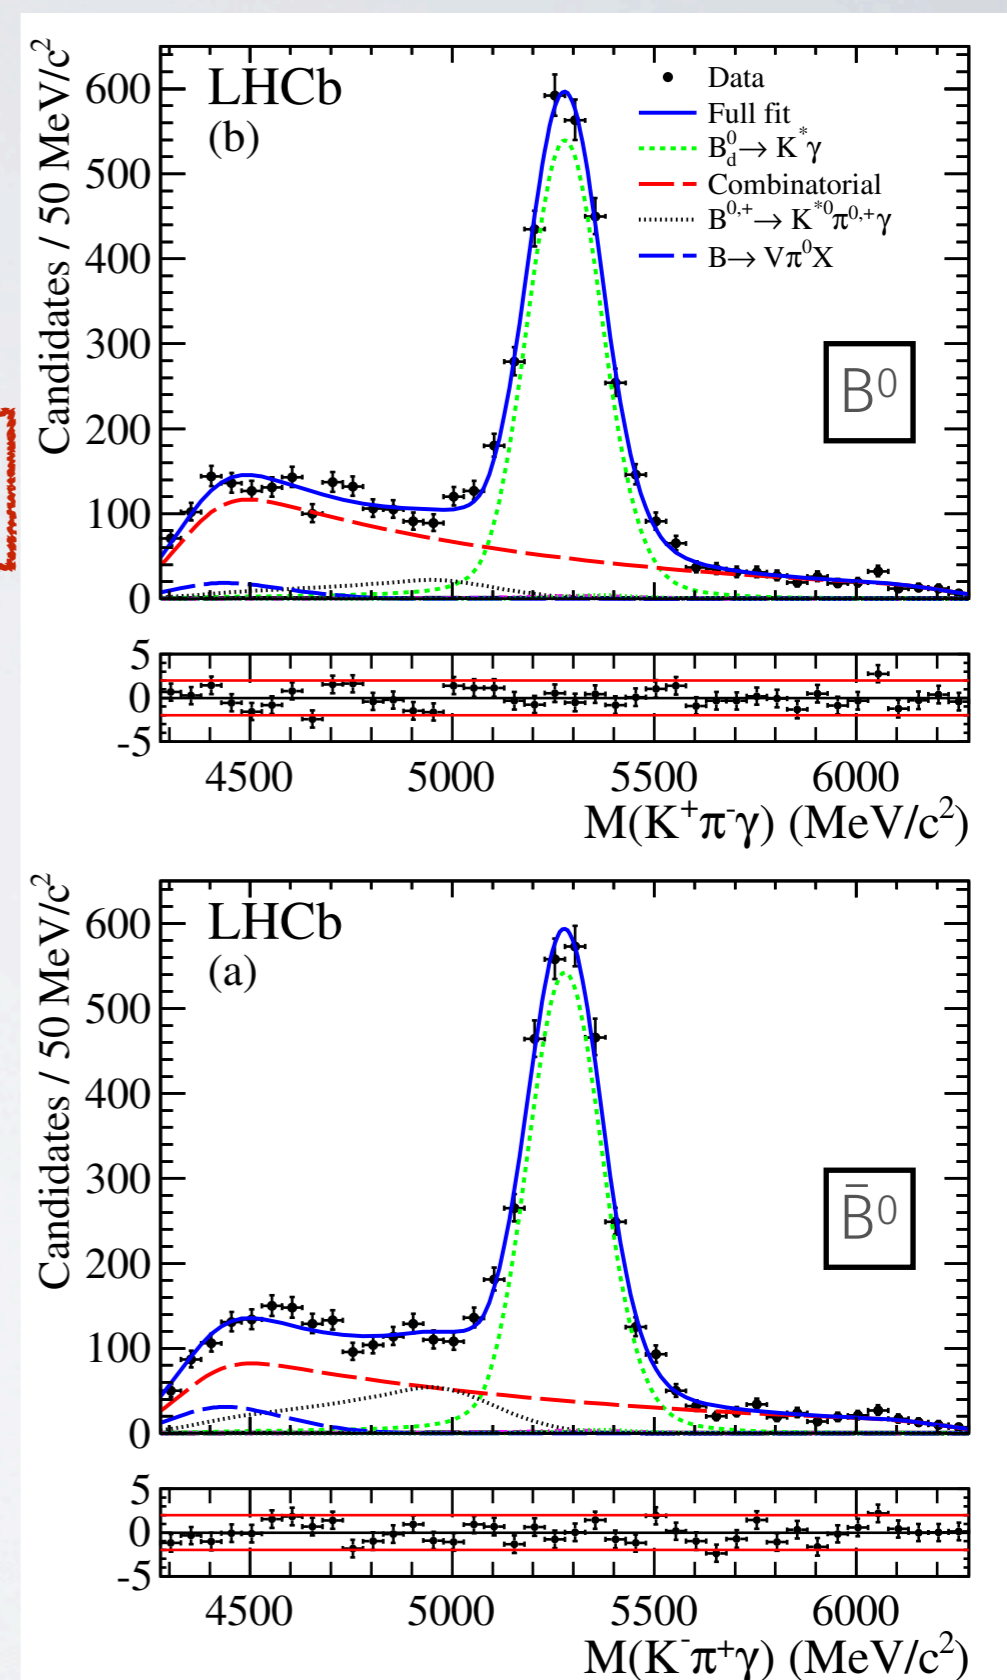 LHCb
(b)
Data
Full fit
B⁰_d → K*γ
Combinatorial
B⁰,⁺ → K*⁰π⁰,⁺γ
B → Vπ⁰X
Candidates / 50 MeV/c²
600
500
400
300
200
100
0
B⁰
5
0
-5
4500 5000 5500 6000
M(K⁺π⁻γ) (MeV/c²)
LHCb
(a)
Candidates / 50 MeV/c²
600
500
400
300
200
100
0
B̄⁰
5
0
-5
4500 5000 5500 6000
M(K⁻π⁺γ) (MeV/c²)